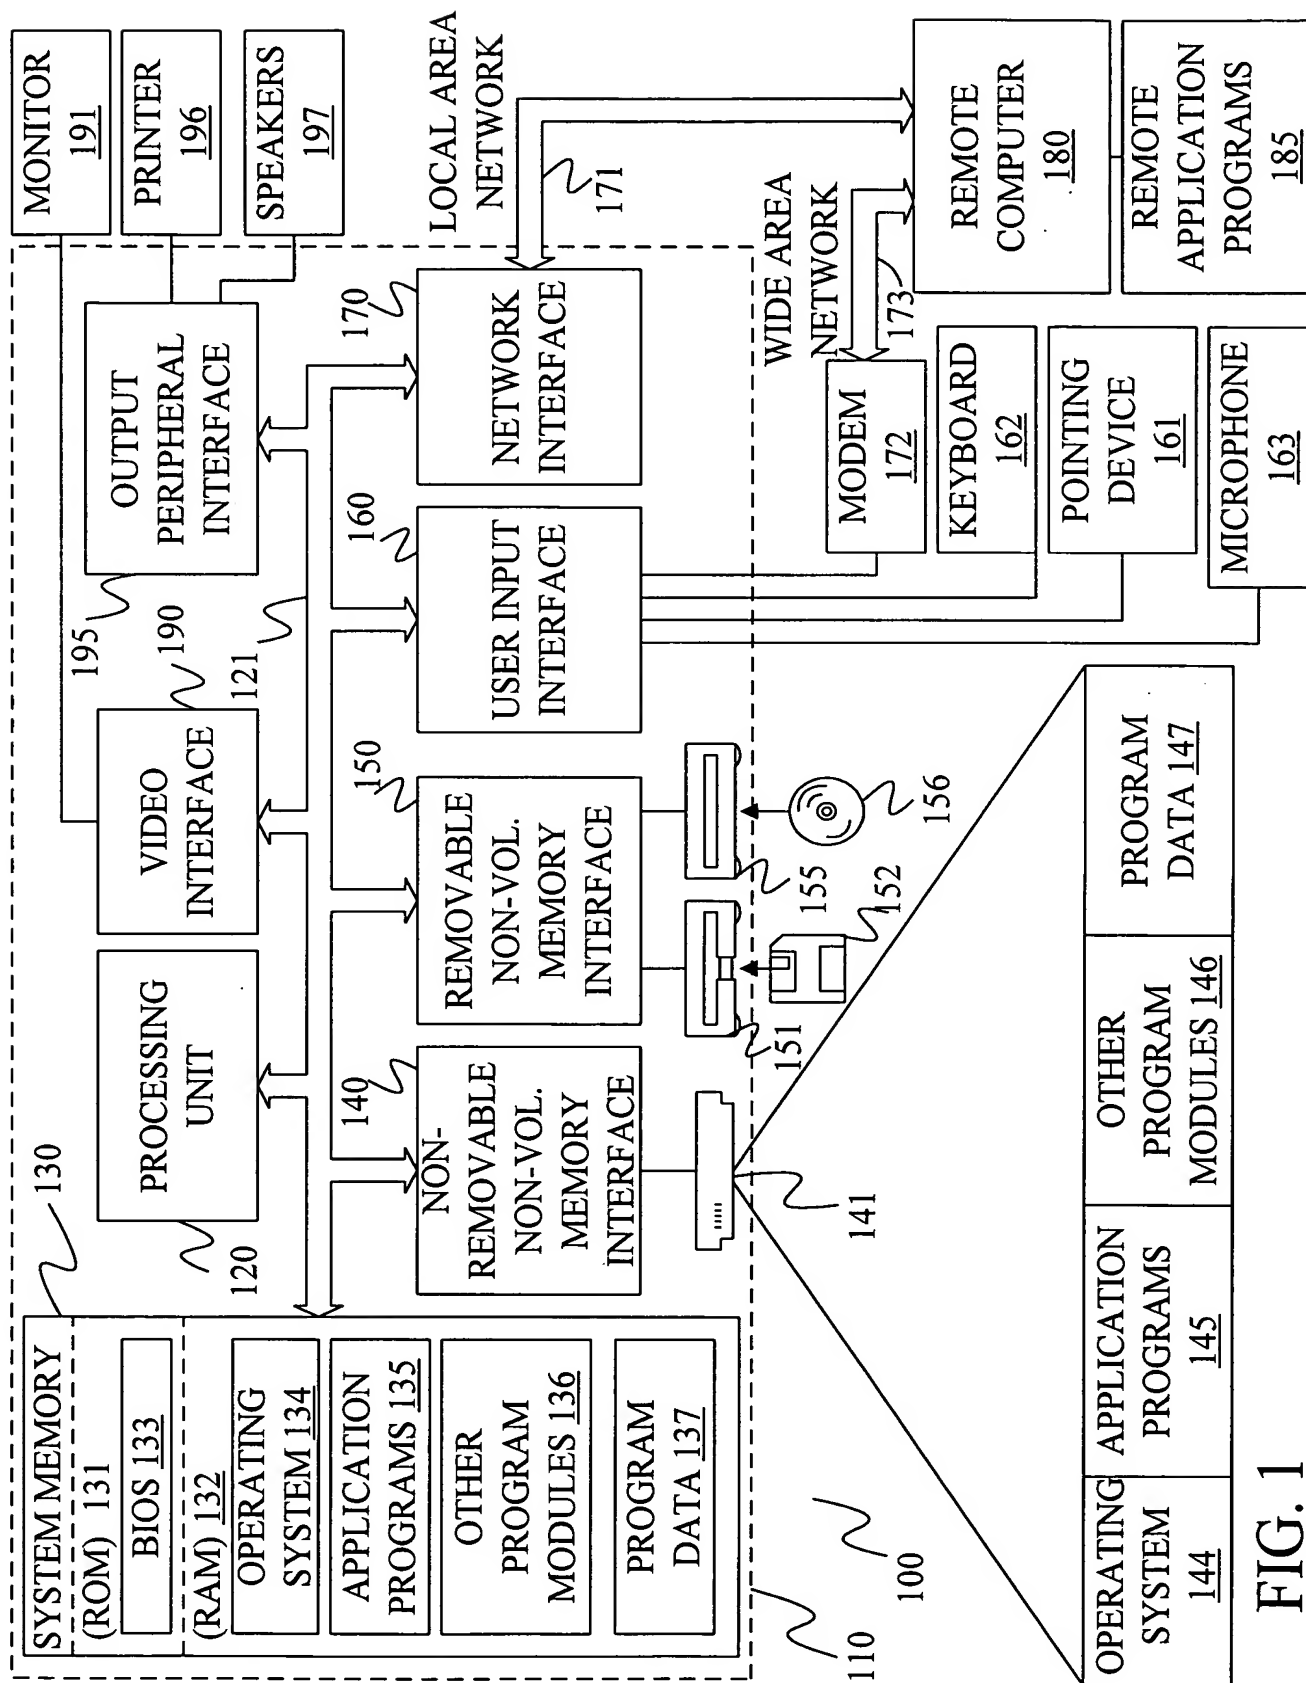 SYSTEM MEMORY
(ROM) 131
BIOS 133
(RAM) 132
OPERATING
SYSTEM 134
APPLICATION
PROGRAMS 135
OTHER
PROGRAM
MODULES 136
PROGRAM
DATA 137
130
120
PROCESSING
UNIT
VIDEO
INTERFACE
190
195
121
OUTPUT
PERIPHERAL
INTERFACE
MONITOR
191
PRINTER
196
SPEAKERS
197
140
NON-
REMOVABLE
NON-VOL.
MEMORY
INTERFACE
150
REMOVABLE
NON-VOL.
MEMORY
INTERFACE
160
USER INPUT
INTERFACE
170
NETWORK
INTERFACE
LOCAL AREA
NETWORK
171
WIDE AREA
NETWORK
173
141
151
152
155
156
MODEM
172
KEYBOARD
162
POINTING
DEVICE
161
MICROPHONE
163
REMOTE
COMPUTER
180
REMOTE
APPLICATION
PROGRAMS
185
110
100
OPERATING
SYSTEM
144
APPLICATION
PROGRAMS
145
OTHER
PROGRAM
MODULES 146
PROGRAM
DATA 147
FIG. 1